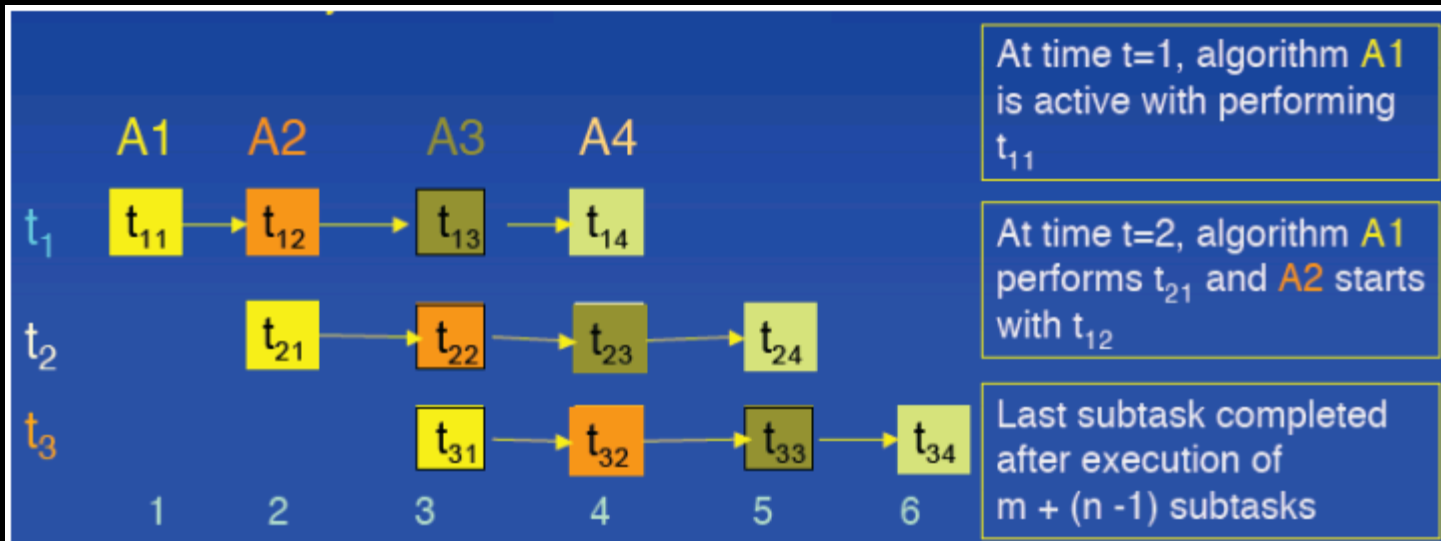 A1 A2 A3 A4
t₁ t₁₁ t₁₂ t₁₃ t₁₄
t₂ t₂₁ t₂₂ t₂₃ t₂₄
t₃ t₃₁ t₃₂ t₃₃ t₃₄
1 2 3 4 5 6
At time t=1, algorithm A1
is active with performing
t₁₁
At time t=2, algorithm A1
performs t₂₁ and A2 starts
with t₁₂
Last subtask completed
after execution of
m + (n -1) subtasks